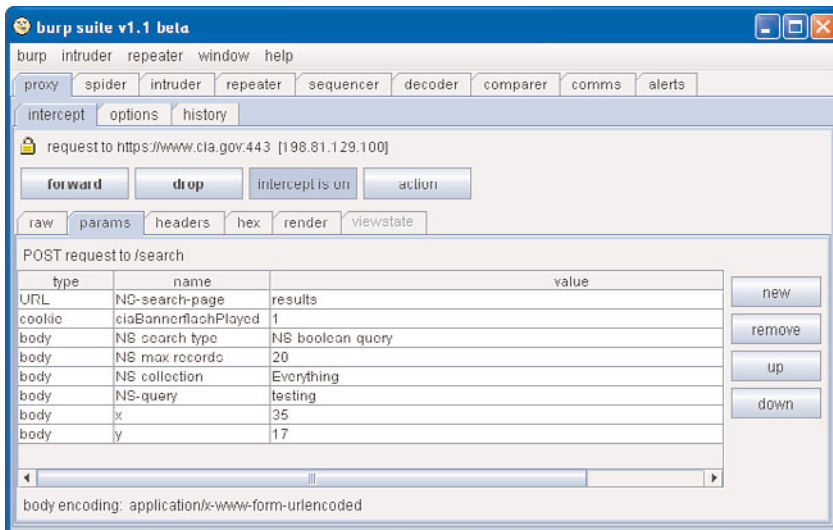 burp suite v1.1 beta
burp intruder repeater window help
proxy spider intruder repeater sequencer decoder comparer comms alerts
intercept options history
request to https://www.cia.gov:443 [198.81.129.100]
forward drop intercept is on action
raw params headers hex render viewstate
POST request to /search
type name value
URL NS-search-page results
cookie ciaBannerflashPlayed 1
body NS search type NS boolean query
body NS max records 20
body NS collection Everything
body NS-query testing
body x 35
body y 17
new
remove
up
down
body encoding: application/x-www-form-urlencoded